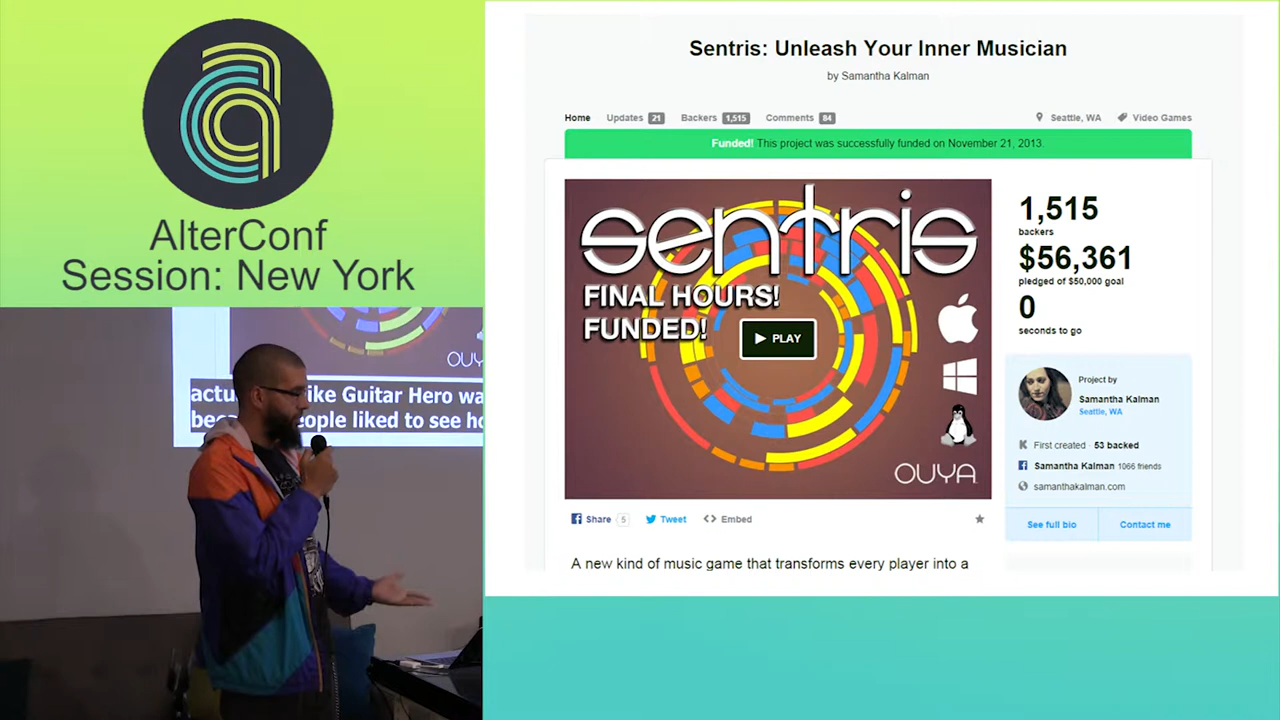 AlterConf
Session: New York
OUYA
like Guitar Hero
people liked to see
Sentris: Unleash Your Inner Musician
by Samantha Kalman
Home Updates 21 Backers 1,515 Comments 84 Seattle, WA Video Games
Funded! This project was successfully funded on November 21, 2013.
sentris
FINAL HOURS!
FUNDED!
PLAY
OUYA
1,515
backers
$56,361
pledged of $50,000 goal
0
seconds to go
Project by
Samantha Kalman
Seattle, WA
First created · 53 backed
Samantha Kalman 1066 friends
samanthakalman.com
See full bio Contact me
Share 5 Tweet Embed
A new kind of music game that transforms every player into a